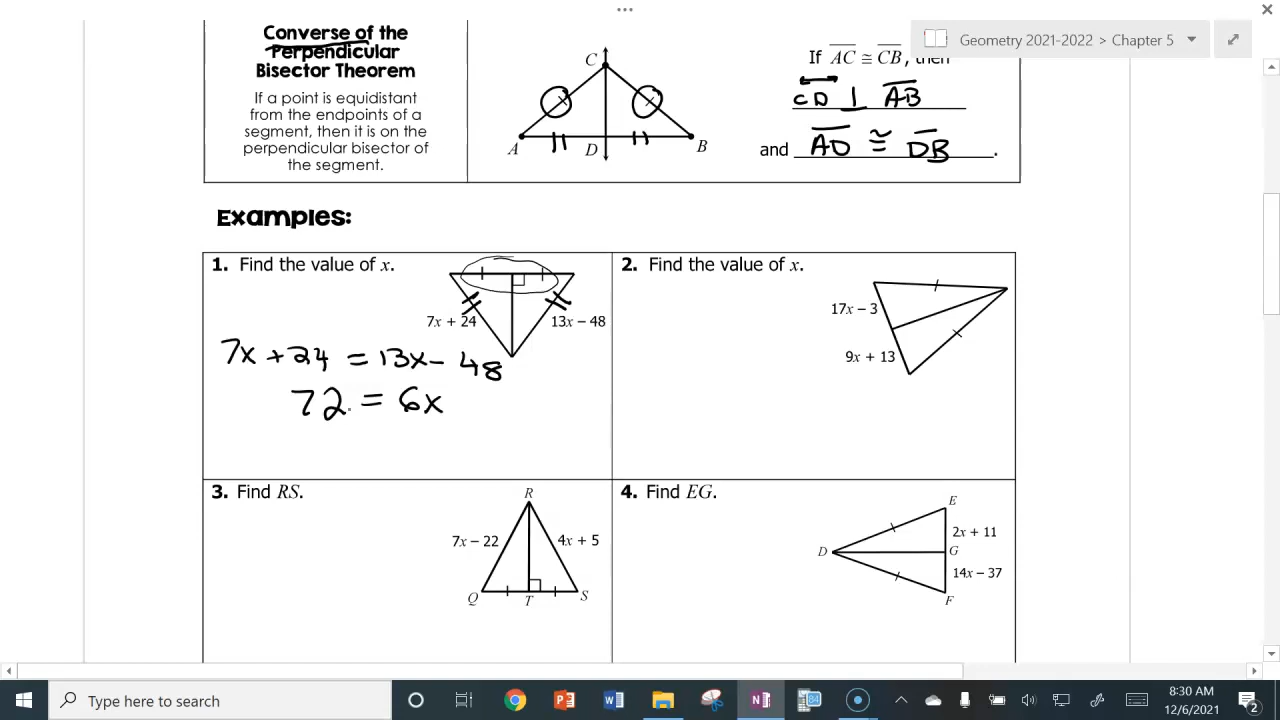 Converse of the
Perpendicular
Bisector Theorem
If a point is equidistant
from the endpoints of a
segment, then it is on the
perpendicular bisector of
the segment.
C
A
D
B
If AC ≅ CB, then
CD ⊥ AB
and AD ≅ DB.
Geometry 2021-2022 > Chapter 5
Examples:
1. Find the value of x.
7x + 24
13x – 48
7x + 24 = 13x - 48
72 = 6x
2. Find the value of x.
17x – 3
9x + 13
3. Find RS.
R
7x – 22
4x + 5
Q
T
S
4. Find EG.
E
2x + 11
D
G
14x – 37
F
Type here to search
8:30 AM
12/6/2021
2